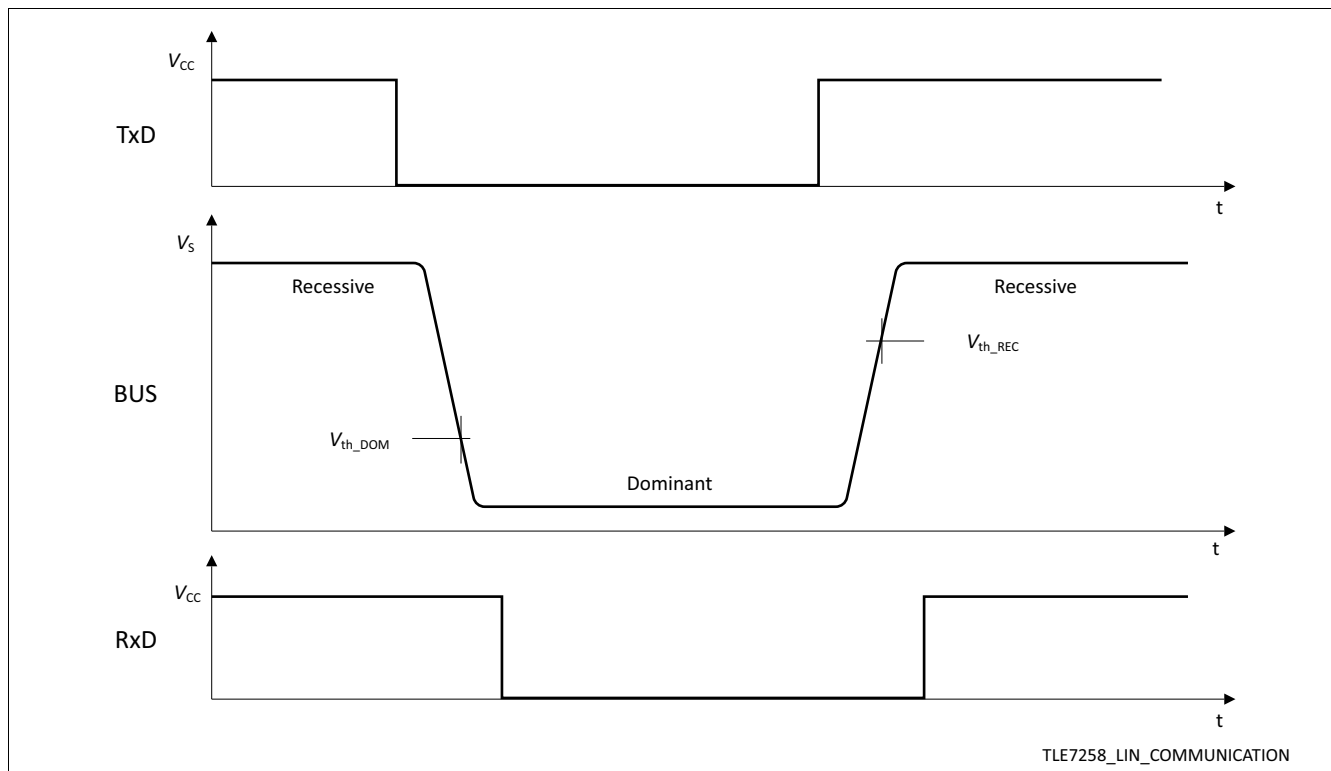 VCC
TxD
t
VS
Recessive
Recessive
Vth_REC
BUS
Vth_DOM
Dominant
t
VCC
RxD
t
TLE7258_LIN_COMMUNICATION